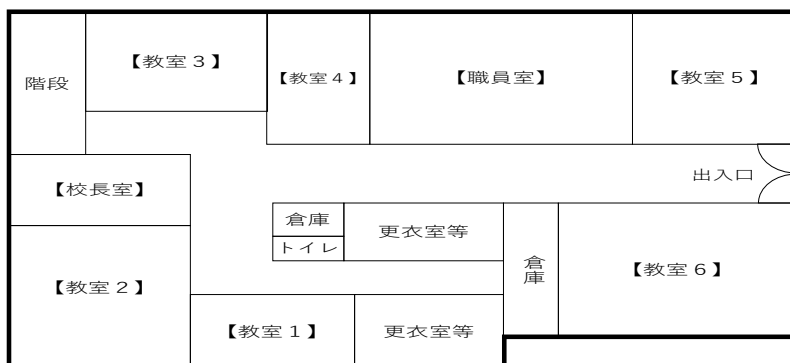 階段
【教室３】
【教室４】
【職員室】
【教室５】
出入口
【校長室】
倉庫
トイレ
更衣室等
倉庫
【教室６】
【教室２】
【教室１】
更衣室等